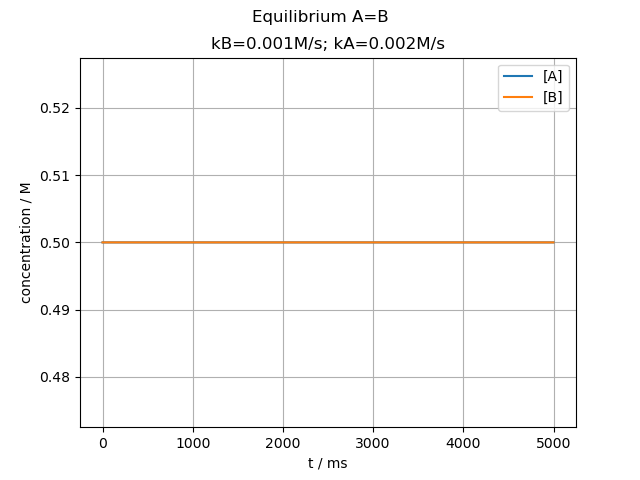 Equilibrium A=B
kB=0.001M/s; kA=0.002M/s
[A]
[B]
0.52
0.51
0.50
0.49
0.48
concentration / M
0 1000 2000 3000 4000 5000
t / ms